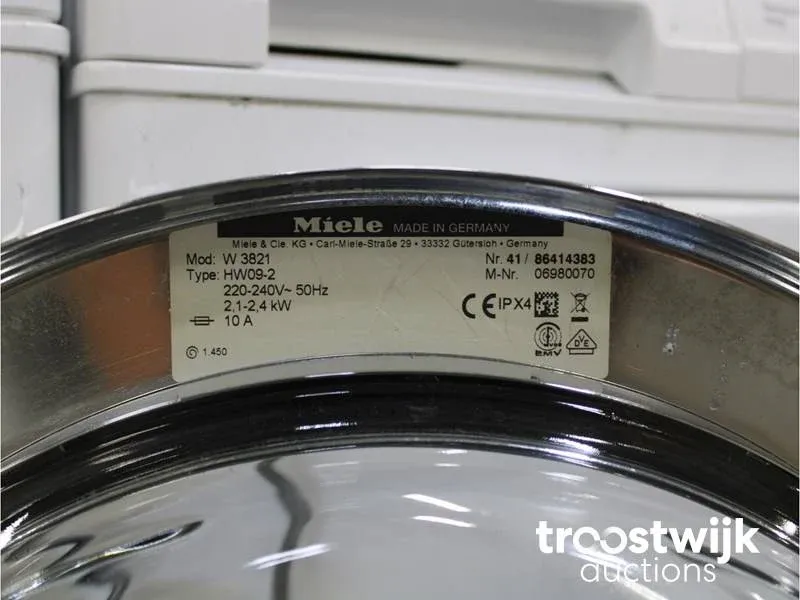 Miele MADE IN GERMANY
Miele & Cie. KG • Carl-Miele-Straße 29 • 33332 Gütersloh • Germany
Mod: W 3821 Nr. 41 / 86414383
Type: HW09-2 M-Nr. 06980070
220-240V~ 50Hz
2,1-2,4 kW
CE IPX4
10 A
1.450
EMV
VDE
troostwijk
auctions